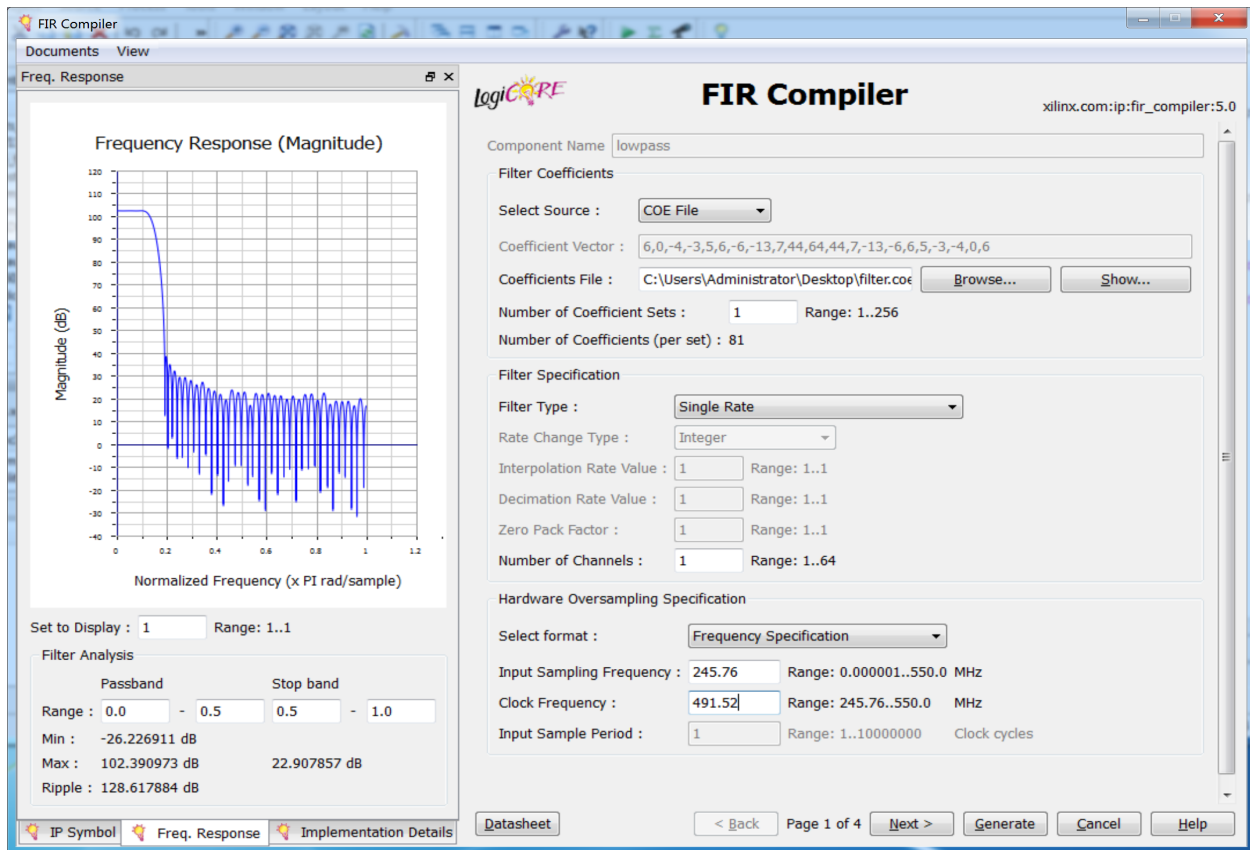 FIR Compiler
Documents View
Freq. Response
Frequency Response (Magnitude)
120
110
100
90
80
70
60
50
40
30
20
10
0
-10
-20
-30
-40
0 0.2 0.4 0.6 0.8 1 1.2
Magnitude (dB)
Normalized Frequency (x PI rad/sample)
Set to Display : 1 Range: 1..1
Filter Analysis
Passband Stop band
Range : 0.0 - 0.5 0.5 - 1.0
Min : -26.226911 dB
Max : 102.390973 dB 22.907857 dB
Ripple : 128.617884 dB
IP Symbol Freq. Response Implementation Details
LogiCORE
FIR Compiler
xilinx.com:ip:fir_compiler:5.0
Component Name lowpass
Filter Coefficients
Select Source : COE File
Coefficient Vector : 6,0,-4,-3,5,6,-6,-13,7,44,64,44,7,-13,-6,6,5,-3,-4,0,6
Coefficients File : C:\Users\Administrator\Desktop\filter.coe Browse... Show...
Number of Coefficient Sets : 1 Range: 1..256
Number of Coefficients (per set) : 81
Filter Specification
Filter Type : Single Rate
Rate Change Type : Integer
Interpolation Rate Value : 1 Range: 1..1
Decimation Rate Value : 1 Range: 1..1
Zero Pack Factor : 1 Range: 1..1
Number of Channels : 1 Range: 1..64
Hardware Oversampling Specification
Select format : Frequency Specification
Input Sampling Frequency : 245.76 Range: 0.000001..550.0 MHz
Clock Frequency : 491.52 Range: 245.76..550.0 MHz
Input Sample Period : 1 Range: 1..10000000 Clock cycles
Datasheet < Back Page 1 of 4 Next > Generate Cancel Help